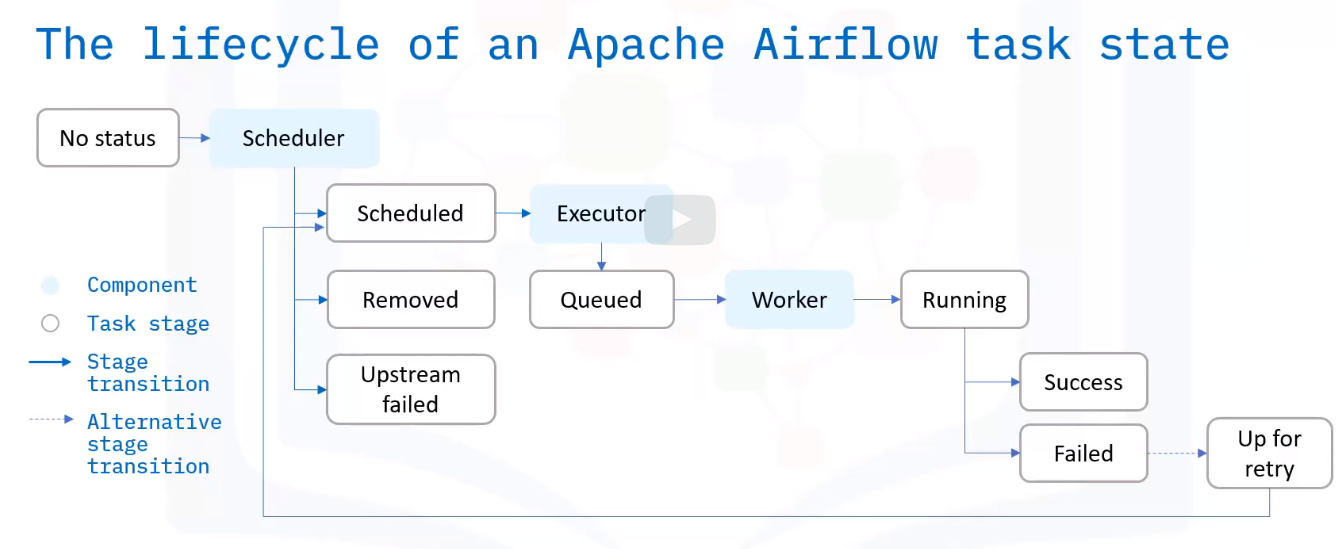 The lifecycle of an Apache Airflow task state
No status
Scheduler
Scheduled
Executor
Removed
Queued
Worker
Running
Upstream
failed
Success
Failed
Up for
retry
Component
Task stage
Stage
transition
Alternative
stage
transition